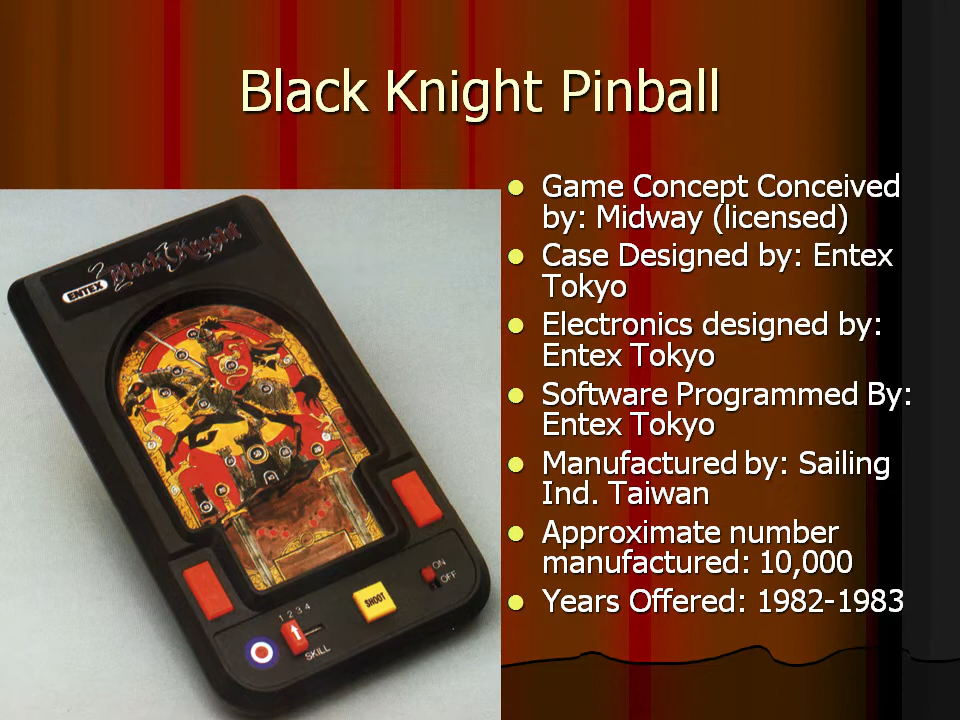 Black Knight Pinball
Game Concept Conceived
by: Midway (licensed)
Case Designed by: Entex
Tokyo
Electronics designed by:
Entex Tokyo
Software Programmed By:
Entex Tokyo
Manufactured by: Sailing
Ind. Taiwan
Approximate number
manufactured: 10,000
Years Offered: 1982-1983
ENTEX Black Knight
ON
OFF
SHOOT
1 2 3 4
SKILL